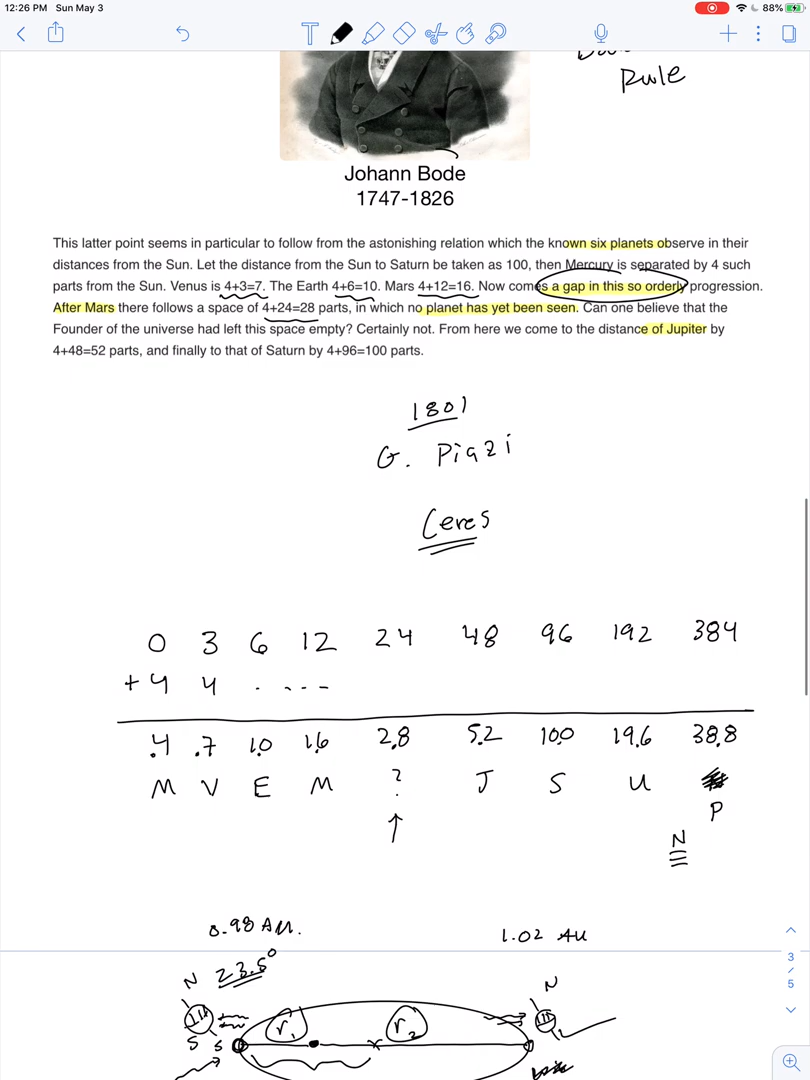 12:26 PM Sun May 3
88%
Rule
Johann Bode
1747-1826
This latter point seems in particular to follow from the astonishing relation which the known six planets observe in their
distances from the Sun. Let the distance from the Sun to Saturn be taken as 100, then Mercury is separated by 4 such
parts from the Sun. Venus is 4+3=7. The Earth 4+6=10. Mars 4+12=16. Now comes a gap in this so orderly progression.
After Mars there follows a space of 4+24=28 parts, in which no planet has yet been seen. Can one believe that the
Founder of the universe had left this space empty? Certainly not. From here we come to the distance of Jupiter by
4+48=52 parts, and finally to that of Saturn by 4+96=100 parts.
1801
G. Piazi
Ceres
0 3 6 12 24 48 96 192 384
+4 4 . . . . .
.4 .7 1.0 1.6 2.8 5.2 10.0 19.6 38.8
M V E M ? J S U
P
N
0.98 AU.
1.02 AU
N 23.5°
N
r1 r2
S S
3
/
5